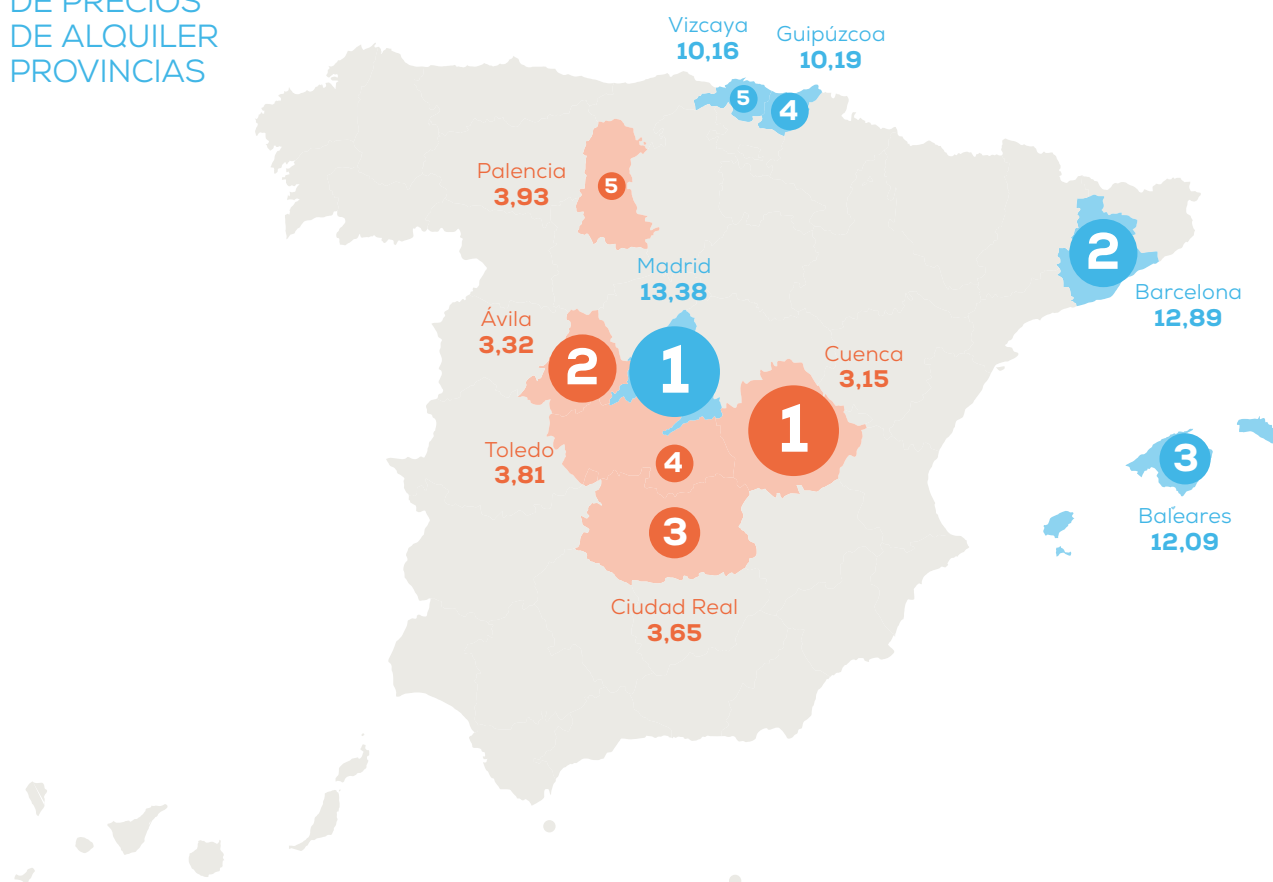 DE PRECIOS
DE ALQUILER
PROVINCIAS
Vizcaya
10,16
Guipúzcoa
10,19
5
4
Palencia
3,93
5
Madrid
13,38
2
Barcelona
12,89
Ávila
3,32
2
1
Cuenca
3,15
1
Toledo
3,81
4
3
Baleares
12,09
3
Ciudad Real
3,65